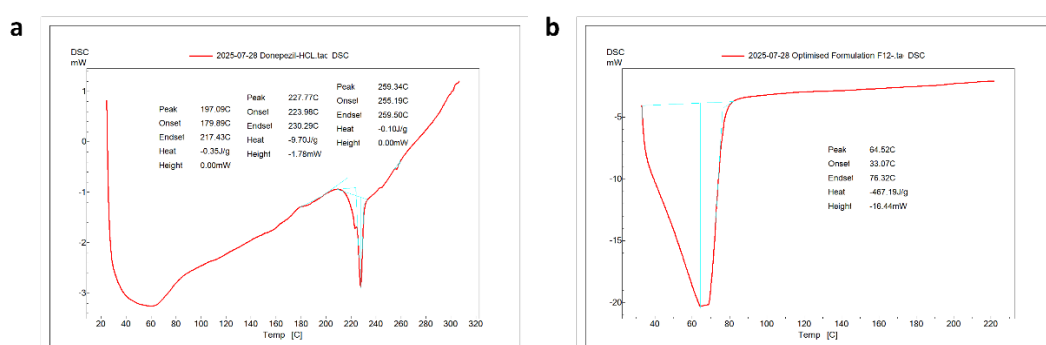 a
DSC
mW
2025-07-28 Donepezil-HCL.tac DSC
1
0
-1
-2
-3
Peak 197.09C
Onset 179.89C
Endset 217.43C
Heat -0.35J/g
Height 0.00mW
Peak 227.77C
Onset 223.98C
Endset 230.29C
Heat -9.70J/g
Height -1.78mW
Peak 259.34C
Onset 255.19C
Endset 259.50C
Heat -0.10J/g
Height 0.00mW
20 40 60 80 100 120 140 160 180 200 220 240 260 280 300 320
Temp [C]
b
DSC
mW
2025-07-28 Optimised Formulation F12-.ta DSC
-5
-10
-15
-20
Peak 64.52C
Onset 33.07C
Endset 76.32C
Heat -467.19J/g
Height -16.44mW
40 60 80 100 120 140 160 180 200 220
Temp [C]